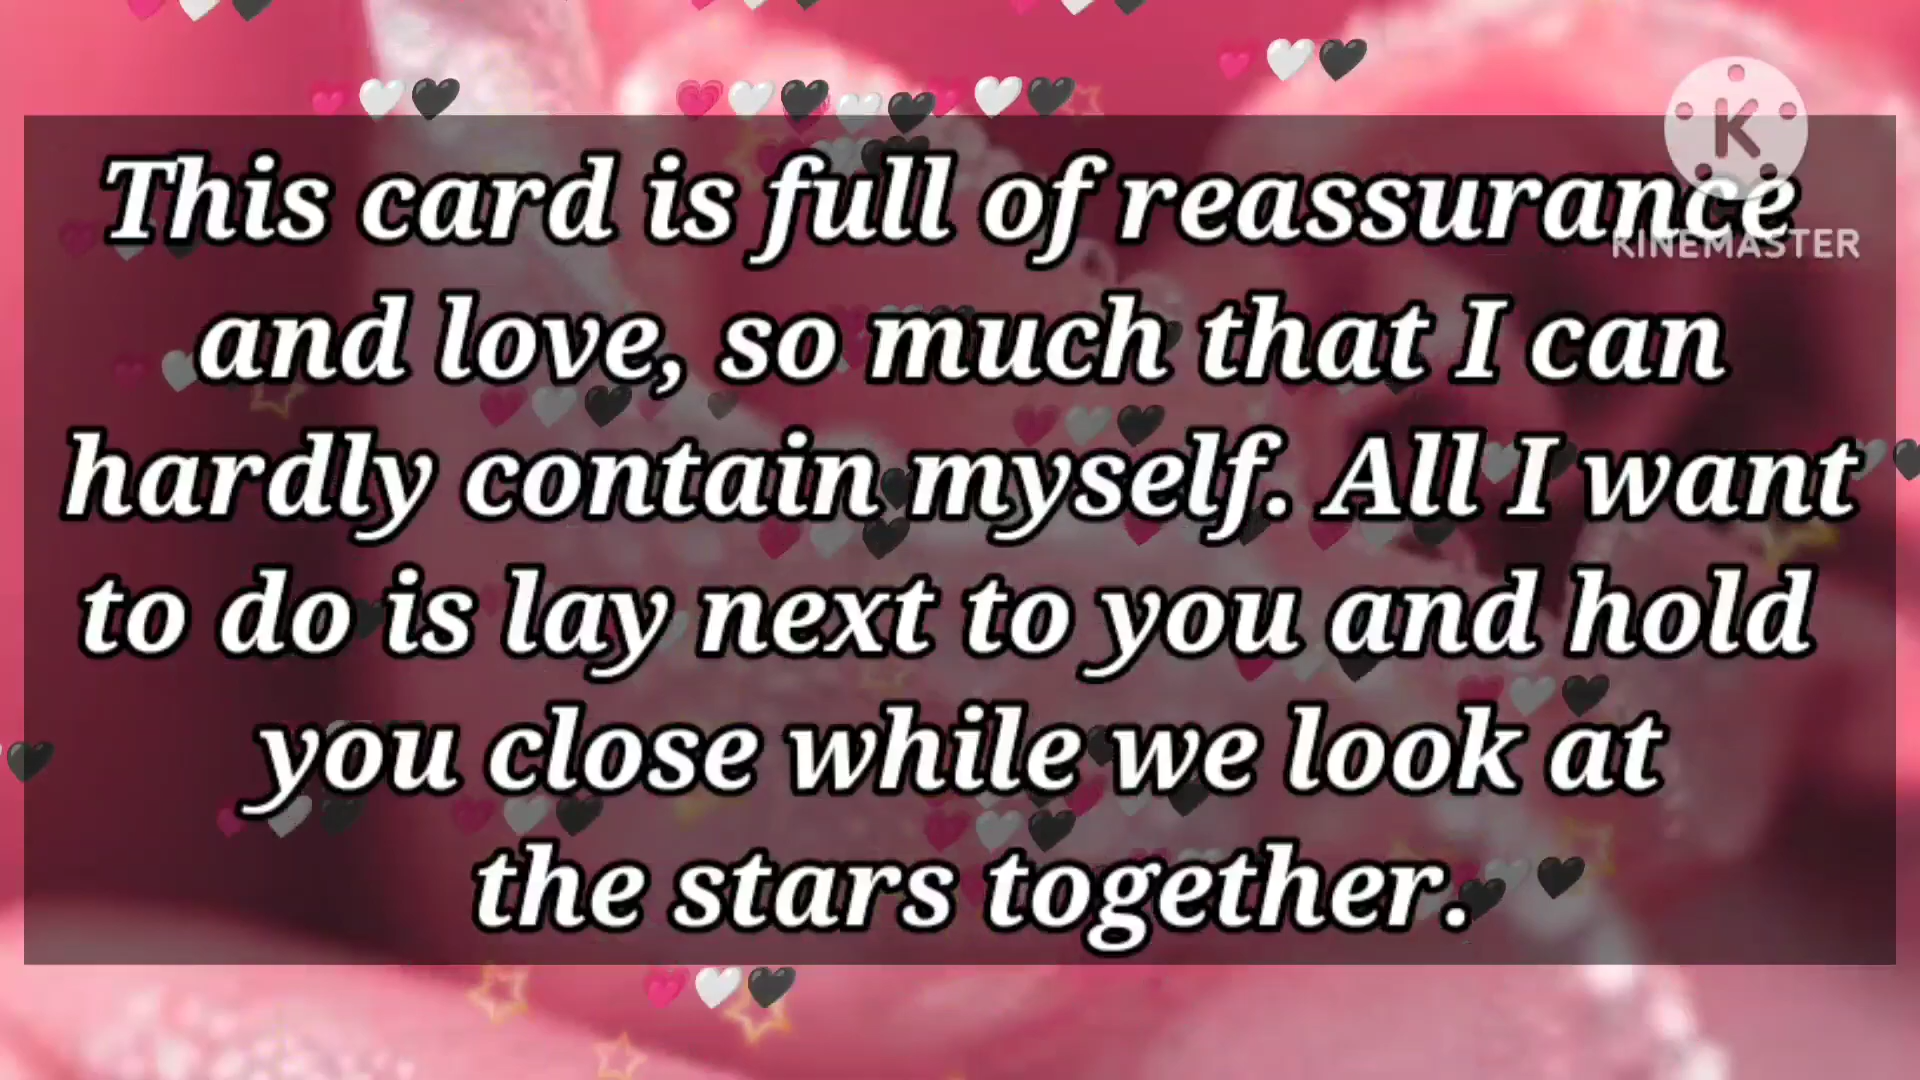 This card is full of reassurance
and love, so much that I can
hardly contain myself. All I want
to do is lay next to you and hold
you close while we look at
the stars together.
K
KINEMASTER